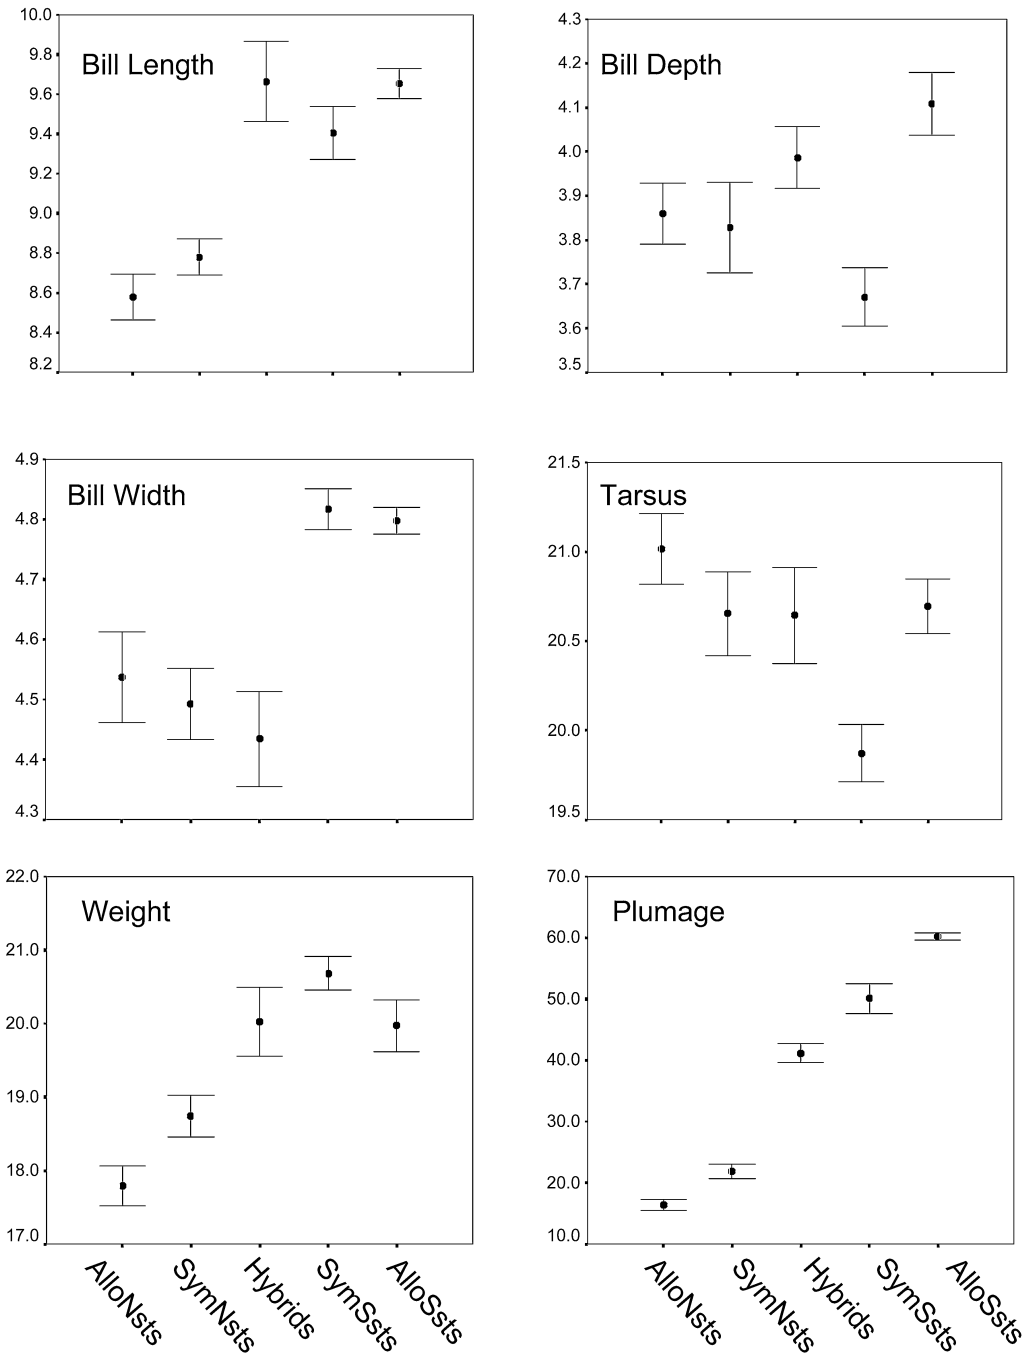 Bill Length
10.0
9.8
9.6
9.4
9.2
9.0
8.8
8.6
8.4
8.2
Bill Depth
4.3
4.2
4.1
4.0
3.9
3.8
3.7
3.6
3.5
Bill Width
4.9
4.8
4.7
4.6
4.5
4.4
4.3
Tarsus
21.5
21.0
20.5
20.0
19.5
Weight
22.0
21.0
20.0
19.0
18.0
17.0
AlloNsts
SymNsts
Hybrids
SymSsts
AlloSsts
Plumage
70.0
60.0
50.0
40.0
30.0
20.0
10.0
AlloNsts
SymNsts
Hybrids
SymSsts
AlloSsts